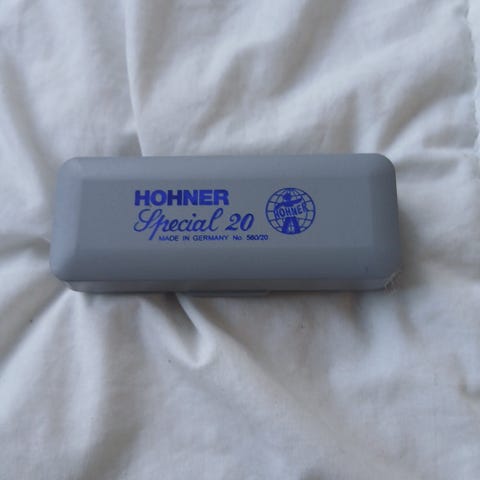 HOHNER
Special 20
MADE IN GERMANY No. 560/20
HOHNER